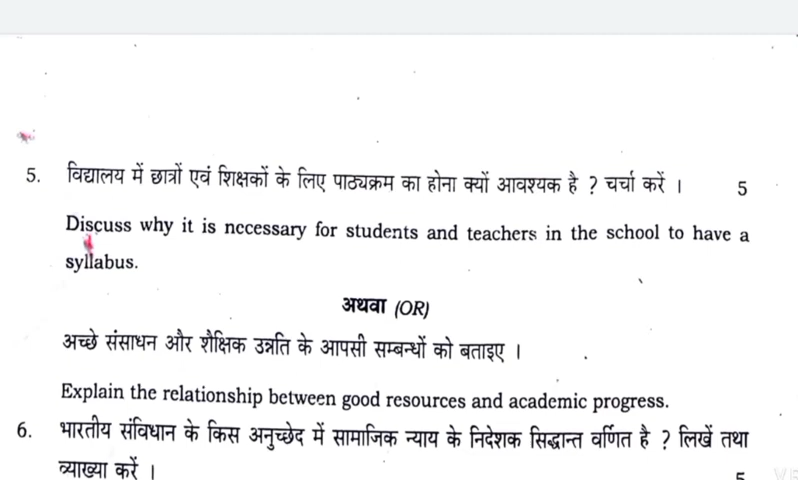 5. विद्यालय में छात्रों एवं शिक्षकों के लिए पाठ्यक्रम का होना क्यों आवश्यक है ? चर्चा करें । 5
Discuss why it is nccessary for students and teachers in the school to have a
syllabus.
अथवा (OR)
अच्छे संसाधन और शैक्षिक उन्नति के आपसी सम्बन्धों को बताइए ।
Explain the relationship between good resources and academic progress.
6. भारतीय संविधान के किस अनुच्छेद में सामाजिक न्याय के निदेशक सिद्धान्त वर्णित है ? लिखें तथा
व्याख्या करें । 5